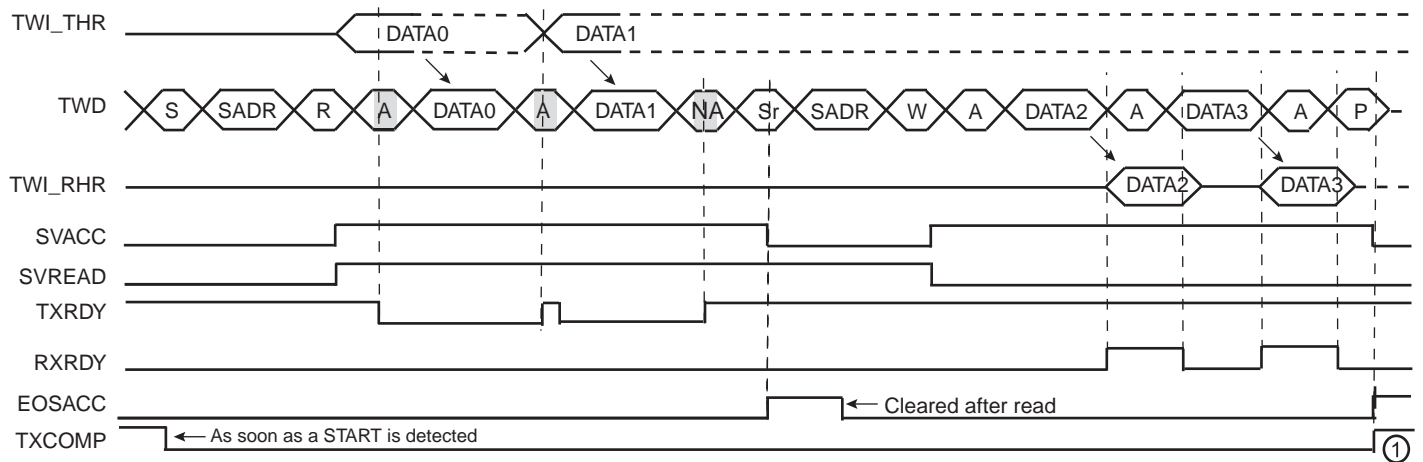 TWI_THR DATA0 DATA1
TWD S SADR R A DATA0 A DATA1 NA Sr SADR W A DATA2 A DATA3 A P
TWI_RHR DATA2 DATA3
SVACC
SVREAD
TXRDY
RXRDY
EOSACC Cleared after read
TXCOMP As soon as a START is detected 1